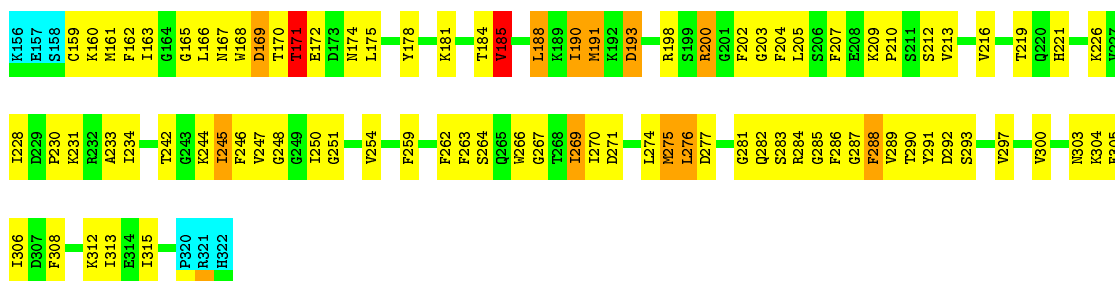 K156 E157 S158 C159 K160 M161 F162 I163 G164 G165 L166 N167 W168 D169 T170 T171 E172 D173 N174 L175 Y178 K181 T184 V185 L188 K189 I190 M191 K192 D193 R198 S199 R200 G201 F202 G203 F204 L205 S206 F207 E208 K209 P210 S211 S212 V213 V216 T219 Q220 H221 K226
I228 D229 P230 K231 R232 A233 I234 T242 G243 K244 I245 F246 V247 G248 G249 I250 G251 V254 F259 F262 F263 S264 Q265 W266 G267 T268 I269 I270 D271 L274 M275 L276 D277 G281 Q282 S283 R284 G285 F286 G287 F288 V289 T290 Y291 D292 S293 V297 V300 N303 K304
I306 D307 F308 K312 I313 E314 I315 P320 R321 H322